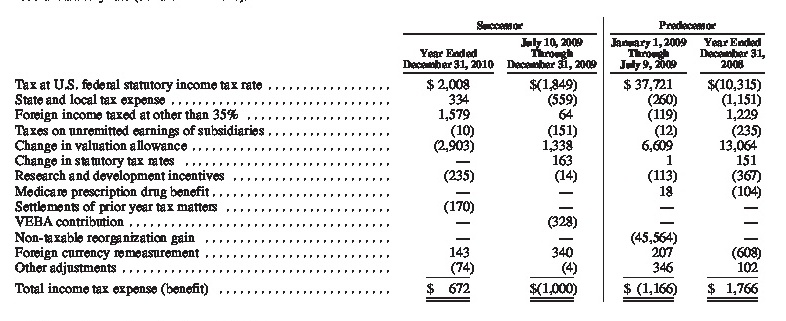 Successor Predecessor
Year Ended December 31, 2010 July 10, 2009 Through December 31, 2009 January 1, 2009 Through July 9, 2009 Year Ended December 31, 2008
Tax at U.S. federal statutory income tax rate $ 2,008 $(1,849) $ 37,721 $(10,315)
State and local tax expense 334 (559) (260) (1,151)
Foreign income taxed at other than 35% 1,579 64 (119) 1,229
Taxes on unremitted earnings of subsidiaries (10) (151) (12) (235)
Change in valuation allowance (2,903) 1,338 6,609 13,064
Change in statutory tax rates — 163 1 151
Research and development incentives (235) (14) (113) (367)
Medicare prescription drug benefit — — 18 (104)
Settlements of prior year tax matters (170) — — —
VEBA contribution — (328) — —
Non-taxable reorganization gain — — (45,564) —
Foreign currency remeasurement 143 340 207 (608)
Other adjustments (74) (4) 346 102
Total income tax expense (benefit) $ 672 $(1,000) $ (1,166) $ 1,766